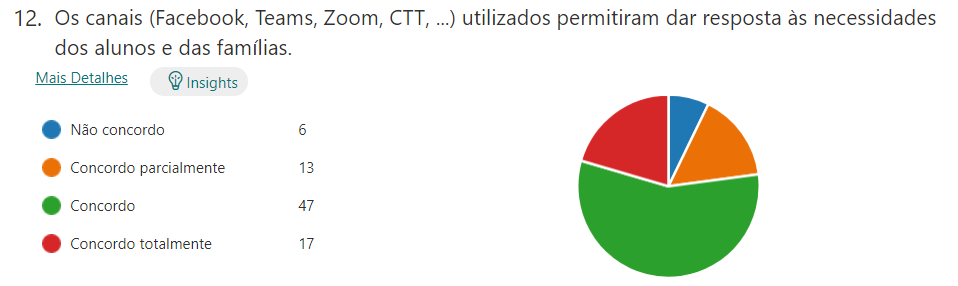 12. Os canais (Facebook, Teams, Zoom, CTT, ...) utilizados permitiram dar resposta às necessidades
dos alunos e das famílias.
Mais Detalhes
Insights
Não concordo 6
Concordo parcialmente 13
Concordo 47
Concordo totalmente 17